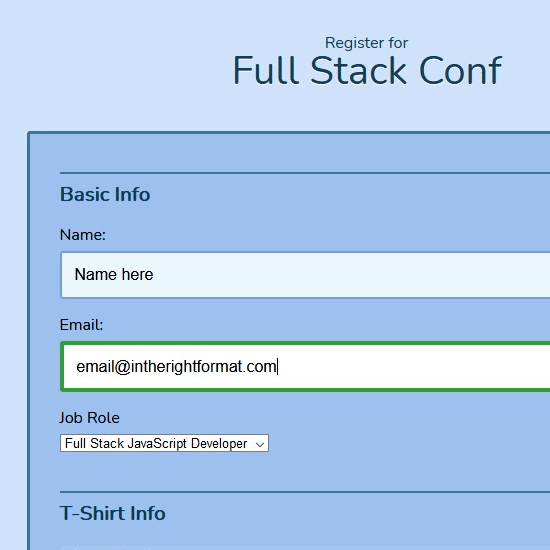 Register for
Full Stack Conf
Basic Info
Name:
Name here
Email:
email@intherightformat.com
Job Role
Full Stack JavaScript Developer
T-Shirt Info